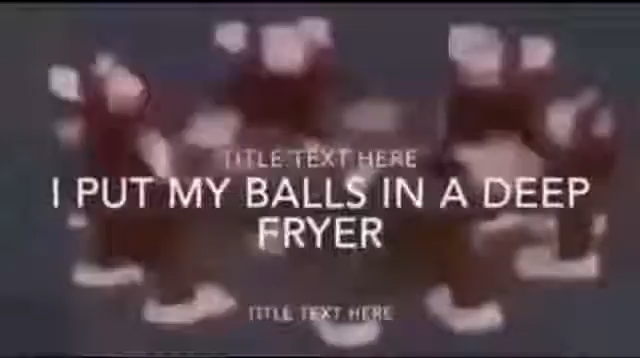 TITLE TEXT HERE
I PUT MY BALLS IN A DEEP
FRYER
TITLE TEXT HERE